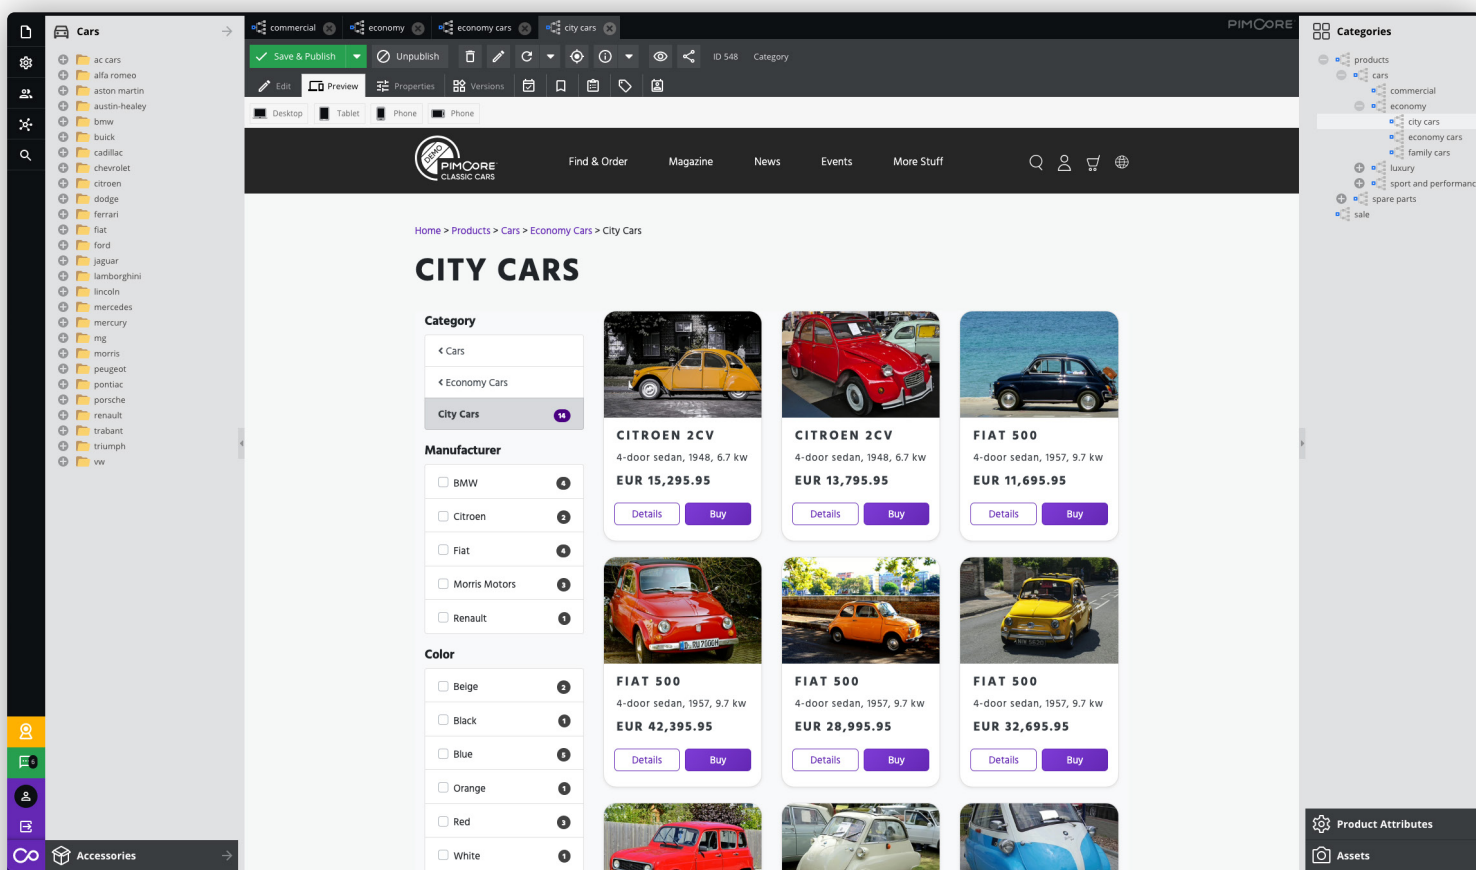 Cars
ac cars
alfa romeo
aston martin
austin-healey
bmw
buick
cadillac
chevrolet
citroen
dodge
ferrari
fiat
ford
jaguar
lamborghini
lincoln
mercedes
mercury
mg
morris
peugeot
pontiac
porsche
renault
trabant
triumph
vw
6
Accessories
commercial economy economy cars city cars
PIMCORE
Save & Publish Unpublish ID 548 Category
Edit Preview Properties Versions
Desktop Tablet Phone Phone
DEMO
PIMCORE
CLASSIC CARS
Find & Order Magazine News Events More Stuff
Home > Products > Cars > Economy Cars > City Cars
CITY CARS
Category
Cars
Economy Cars
City Cars 14
Manufacturer
BMW 4
Citroen 2
Fiat 4
Morris Motors 3
Renault 1
Color
Beige 2
Black 1
Blue 5
Orange 1
Red 3
White 1
CITROEN 2CV
4-door sedan, 1948, 6.7 kw
EUR 15,295.95
Details Buy
CITROEN 2CV
4-door sedan, 1948, 6.7 kw
EUR 13,795.95
Details Buy
FIAT 500
4-door sedan, 1957, 9.7 kw
EUR 11,695.95
Details Buy
FIAT 500
4-door sedan, 1957, 9.7 kw
EUR 42,395.95
Details Buy
FIAT 500
4-door sedan, 1957, 9.7 kw
EUR 28,995.95
Details Buy
FIAT 500
4-door sedan, 1957, 9.7 kw
EUR 32,695.95
Details Buy
Categories
products
cars
commercial
economy
city cars
economy cars
family cars
luxury
sport and performanc
spare parts
sale
Product Attributes
Assets